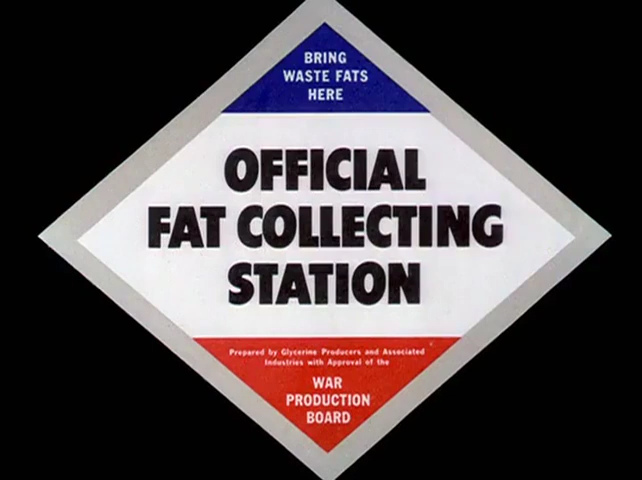 BRING
WASTE FATS
HERE
OFFICIAL
FAT COLLECTING
STATION
Prepared by Glycerine Producers and Associated
Industries with Approval of the
WAR
PRODUCTION
BOARD